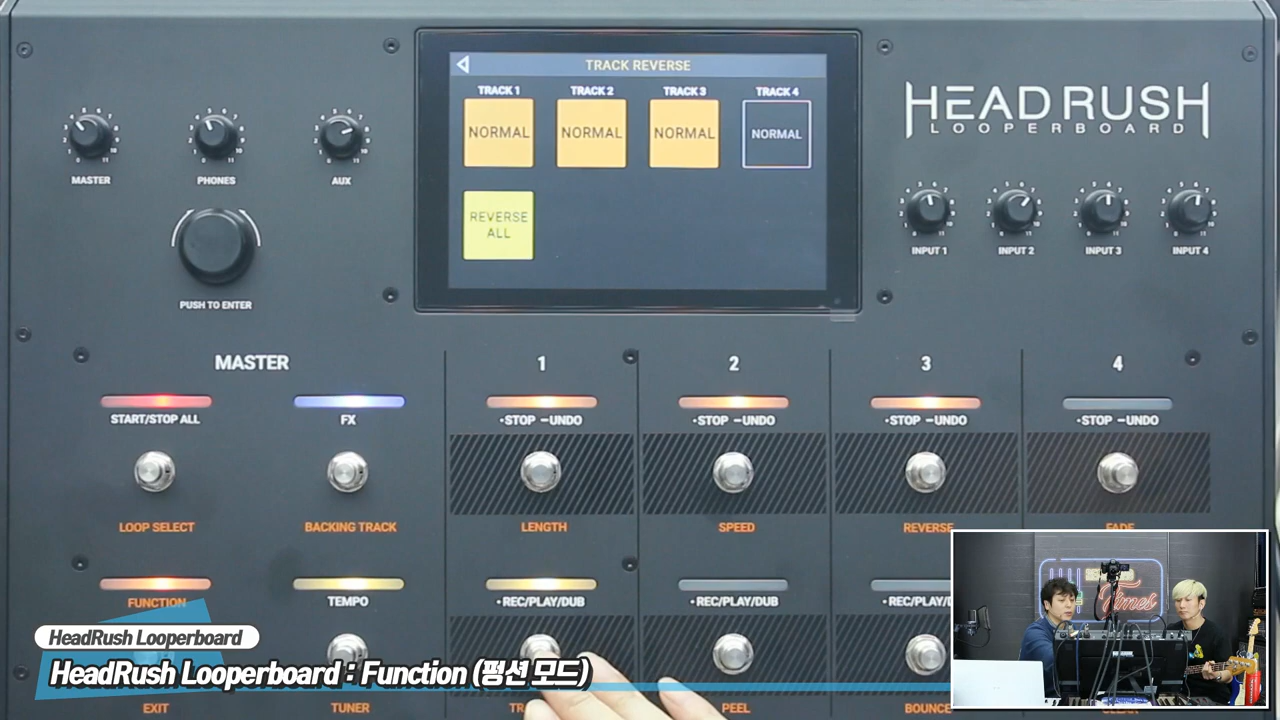 TRACK REVERSE
TRACK 1
TRACK 2
TRACK 3
TRACK 4
NORMAL
NORMAL
NORMAL
NORMAL
REVERSE
ALL
HEADRUSH
LOOPERBOARD
MASTER
PHONES
AUX
INPUT 1
INPUT 2
INPUT 3
INPUT 4
PUSH TO ENTER
MASTER
1
2
3
4
START/STOP ALL
FX
•STOP –UNDO
•STOP –UNDO
•STOP –UNDO
•STOP –UNDO
LOOP SELECT
BACKING TRACK
LENGTH
SPEED
REVERSE
FADE
FUNCTION
TEMPO
•REC/PLAY/DUB
•REC/PLAY/DUB
•REC/PLAY/D
HeadRush Looperboard
HeadRush Looperboard : Function (펑션 모드)
EXIT
TUNER
PEEL
BOUNCE
CLEAR
Times